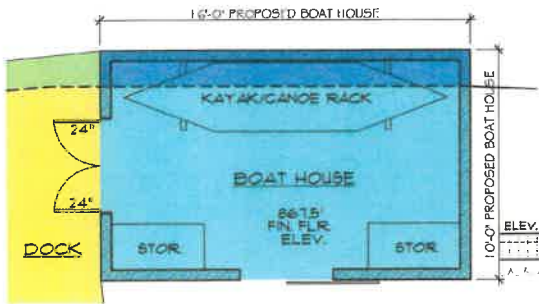 16'-0" PROPOSED BOAT HOUSE
KAYAK/CANOE RACK
10'-0" PROPOSED BOAT HOUSE
24"
BOAT HOUSE
24"
867.5'
FIN. FLR.
ELEV.
ELEV.
DOCK
STOR.
STOR.